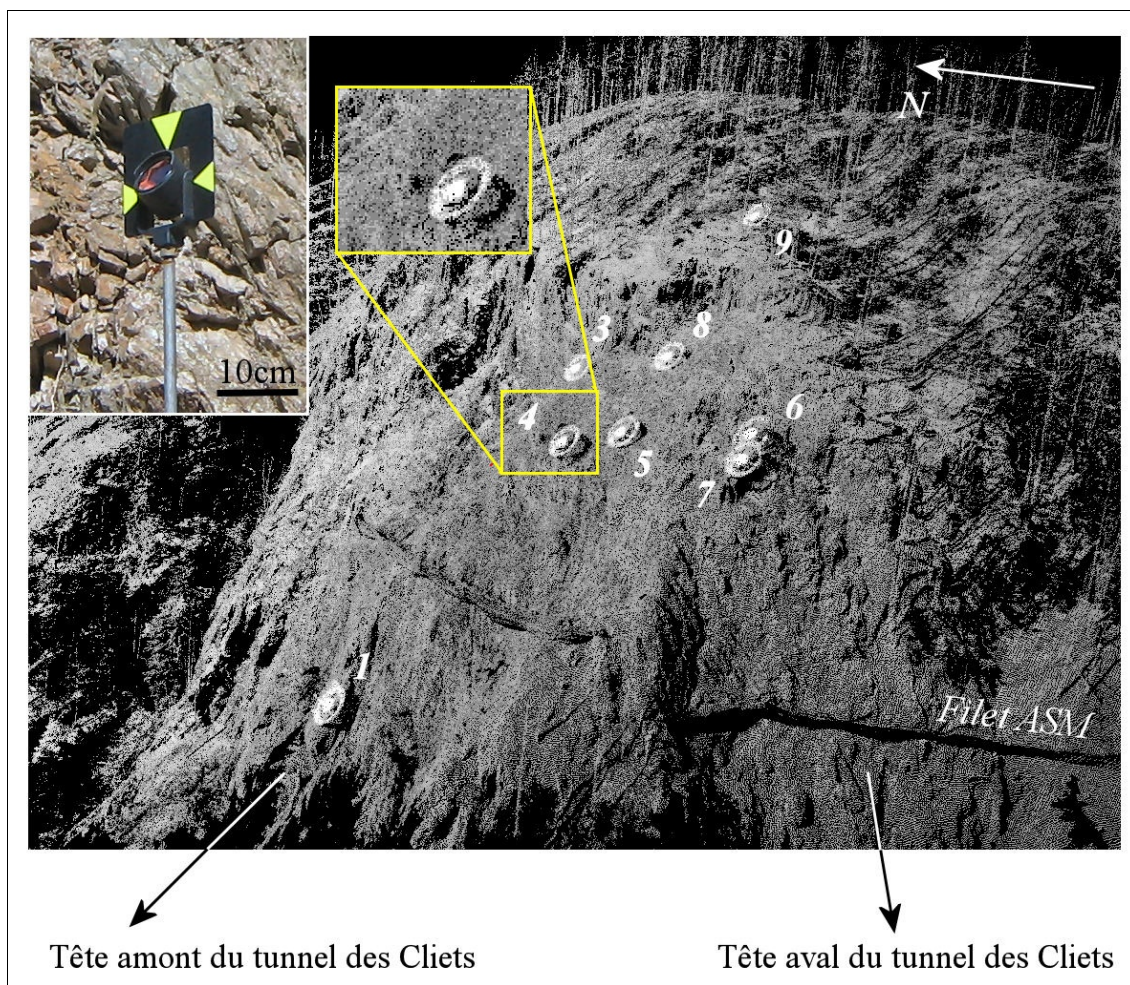 10cm
N
9
8
3
6
4
5
7
1
Filet ASM
Tête amont du tunnel des Cliets
Tête aval du tunnel des Cliets